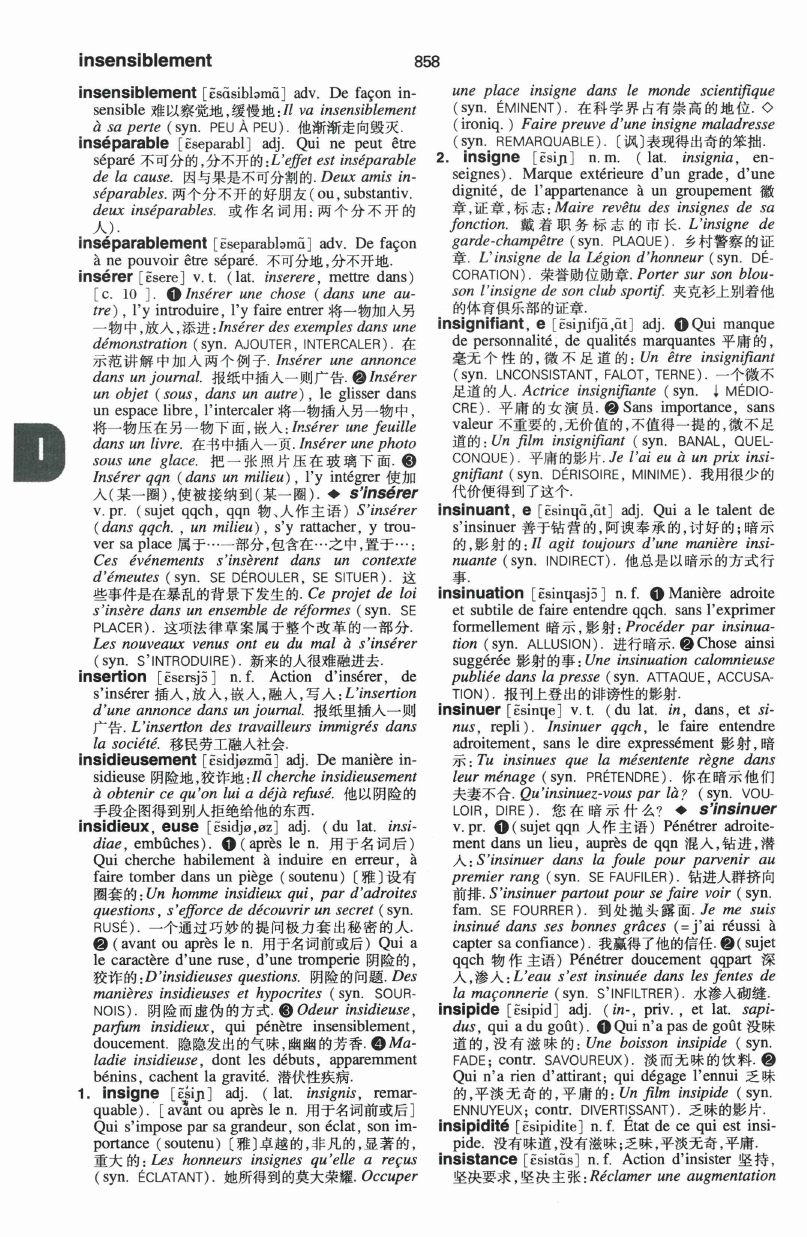 insensiblement
858
insensiblement [ɛ̃sɑ̃sibləmɑ̃] adv. De façon in-
sensible 难以察觉地,缓慢地:Il va insensiblement
à sa perte (syn. PEU À PEU). 他渐渐走向毁灭.
inséparable [ɛ̃separabl] adj. Qui ne peut être
séparé 不可分的,分不开的:L'effet est inséparable
de la cause. 因与果是不可分割的. Deux amis in-
séparables. 两个分不开的好朋友(ou, substantiv.
deux inséparables. 或作名词用:两个分不开的
人).
inséparablement [ɛ̃separabləmɑ̃] adv. De façon
à ne pouvoir être séparé. 不可分地,分不开地.
insérer [ɛ̃sere] v.t. (lat. inserere, mettre dans)
[c. 10 ]. ❶ Insérer une chose (dans une au-
tre), l'y introduire, l'y faire entrer 将一物加入另
一物中,放入,添进:Insérer des exemples dans une
démonstration (syn. AJOUTER, INTERCALER). 在
示范讲解中加入两个例子. Insérer une annonce
dans un journal. 报纸中插入一则广告. ❷ Insérer
un objet (sous, dans un autre), le glisser dans
un espace libre, l'intercaler 将一物插入另一物中,
将一物压在另一物下面,嵌入:Insérer une feuille
dans un livre. 在书中插入一页. Insérer une photo
sous une glace. 把一张照片压在玻璃下面. ❸
Insérer qqn (dans un milieu), l'y intégrer 使加
入(某一圈),使被接纳到(某一圈). ◆ s'insérer
v. pr. (sujet qqch, qqn 物、人作主语) S'insérer
(dans qqch. , un milieu), s'y rattacher, y trou-
ver sa place 属于…一部分,包含在…之中,置于…:
Ces événements s'insèrent dans un contexte
d'émeutes (syn. SE DÉROULER, SE SITUER). 这
些事件是在暴乱的背景下发生的. Ce projet de loi
s'insère dans un ensemble de réformes (syn. SE
PLACER). 这项法律草案属于整个改革的一部分.
Les nouveaux venus ont eu du mal à s'insérer
(syn. S'INTRODUIRE). 新来的人很难融进去.
insertion [ɛ̃sɛrsjɔ̃] n.f. Action d'insérer, de
s'insérer 插入,放入,嵌入,融入,写入:L'insertion
d'une annonce dans un journal. 报纸里插入一则
广告. L'insertion des travailleurs immigrés dans
la société. 移民劳工融入社会.
insidieusement [ɛ̃sidjøzmɑ̃] adj. De manière in-
sidieuse 阴险地,狡诈地:Il cherche insidieusement
à obtenir ce qu'on lui a déjà refusé. 他以阴险的
手段企图得到别人拒绝给他的东西.
insidieux, euse [ɛ̃sidjø,øz] adj. (du lat. insi-
diae, embûches). ❶ (après le n. 用于名词后)
Qui cherche habilement à induire en erreur, à
faire tomber dans un piège (soutenu)〔雅〕设有
圈套的:Un homme insidieux qui, par d'adroites
questions, s'efforce de découvrir un secret (syn.
RUSÉ). 一个通过巧妙的提问极力套出秘密的人.
❷ (avant ou après le n. 用于名词前或后) Qui a
le caractère d'une ruse, d'une tromperie 阴险的,
狡诈的:D'insidieuses questions. 阴险的问题. Des
manières insidieuses et hypocrites (syn. SOUR-
NOIS). 阴险而虚伪的方式. ❸ Odeur insidieuse,
parfum insidieux, qui pénètre insensiblement,
doucement. 隐隐发出的气味,幽幽的芳香. ❹ Ma-
ladie insidieuse, dont les débuts, apparemment
bénins, cachent la gravité. 潜伏性疾病.
1. insigne [ɛ̃siɲ] adj. (lat. insignis, remar-
quable). [avant ou après le n. 用于名词前或后]
Qui s'impose par sa grandeur, son éclat, son im-
portance (soutenu)〔雅〕卓越的,非凡的,显著的,
重大的:Les honneurs insignes qu'elle a reçus
(syn. ÉCLATANT). 她所得到的莫大荣耀. Occuper
une place insigne dans le monde scientifique
(syn. ÉMINENT). 在科学界占有崇高的地位. ◇
(ironiq. ) Faire preuve d'une insigne maladresse
(syn. REMARQUABLE).〔讽〕表现得出奇的笨拙.
2. insigne [ɛ̃siɲ] n.m. (lat. insignia, en-
seignes). Marque extérieure d'un grade, d'une
dignité, de l'appartenance à un groupement 徽
章,证章,标志:Maire revêtu des insignes de sa
fonction. 戴着职务标志的市长. L'insigne de
garde-champêtre (syn. PLAQUE). 乡村警察的证
章. L'insigne de la Légion d'honneur (syn. DÉ-
CORATION). 荣誉勋位勋章. Porter sur son blou-
son l'insigne de son club sportif. 夹克衫上别着他
的体育俱乐部的证章.
insignifiant, e [ɛ̃siɲifjɑ̃,ɑ̃t] adj. ❶ Qui manque
de personnalité, de qualités marquantes 平庸的,
毫无个性的,微不足道的: Un être insignifiant
(syn. LNCONSISTANT, FALOT, TERNE). 一个微不
足道的人. Actrice insignifiante (syn. ↓ MÉDIO-
CRE). 平庸的女演员. ❷ Sans importance, sans
valeur 不重要的,无价值的,不值得一提的,微不足
道的: Un film insignifiant (syn. BANAL, QUEL-
CONQUE). 平庸的影片. Je l'ai eu à un prix insi-
gnifiant (syn. DÉRISOIRE, MINIME). 我用很少的
代价便得到了这个.
insinuant, e [ɛ̃sinɥɑ̃,ɑ̃t] adj. Qui a le talent de
s'insinuer 善于钻营的,阿谀奉承的,讨好的;暗示
的,影射的:Il agit toujours d'une manière insi-
nuante (syn. INDIRECT). 他总是以暗示的方式行
事.
insinuation [ɛ̃sinɥasjɔ̃] n.f. ❶ Manière adroite
et subtile de faire entendre qqch. sans l'exprimer
formellement 暗示,影射: Procéder par insinua-
tion (syn. ALLUSION). 进行暗示. ❷ Chose ainsi
suggérée 影射的事:Une insinuation calomnieuse
publiée dans la presse (syn. ATTAQUE, ACCUSA-
TION). 报刊上登出的诽谤性的影射.
insinuer [ɛ̃sinɥe] v.t. (du lat. in, dans, et si-
nus, repli). Insinuer qqch, le faire entendre
adroitement, sans le dire expressément 影射,暗
示: Tu insinues que la mésentente règne dans
leur ménage (syn. PRÉTENDRE). 你在暗示他们
夫妻不合. Qu'insinuez-vous par là? (syn. VOU-
LOIR, DIRE). 您在暗示什么? ◆ s'insinuer
v. pr. ❶ (sujet qqn 人作主语) Pénétrer adroite-
ment dans un lieu, auprès de qqn 混入,钻进,潜
入: S'insinuer dans la foule pour parvenir au
premier rang (syn. SE FAUFILER). 钻进人群挤向
前排. S'insinuer partout pour se faire voir (syn.
fam. SE FOURRER). 到处抛头露面. Je me suis
insinué dans ses bonnes grâces (= j'ai réussi à
capter sa confiance). 我赢得了他的信任. ❷ (sujet
qqch 物作主语) Pénétrer doucement qqpart 深
入,渗入:L'eau s'est insinuée dans les fentes de
la maçonnerie (syn. S'INFILTRER). 水渗入砌缝.
insipide [ɛ̃sipid] adj. (in-, priv. , et lat. sapi-
dus, qui a du goût). ❶ Qui n'a pas de goût 没味
道的,没有滋味的: Une boisson insipide (syn.
FADE; contr. SAVOUREUX). 淡而无味的饮料. ❷
Qui n'a rien d'attirant; qui dégage l'ennui 乏味
的,平淡无奇的,平庸的: Un film insipide (syn.
ENNUYEUX; contr. DIVERTISSANT). 乏味的影片.
insipidité [ɛ̃sipidite] n.f. État de ce qui est insi-
pide. 没有味道,没有滋味;乏味,平淡无奇,平庸.
insistance [ɛ̃sistɑ̃s] n.f. Action d'insister 坚持,
坚决要求,坚决主张:Réclamer une augmentation
I